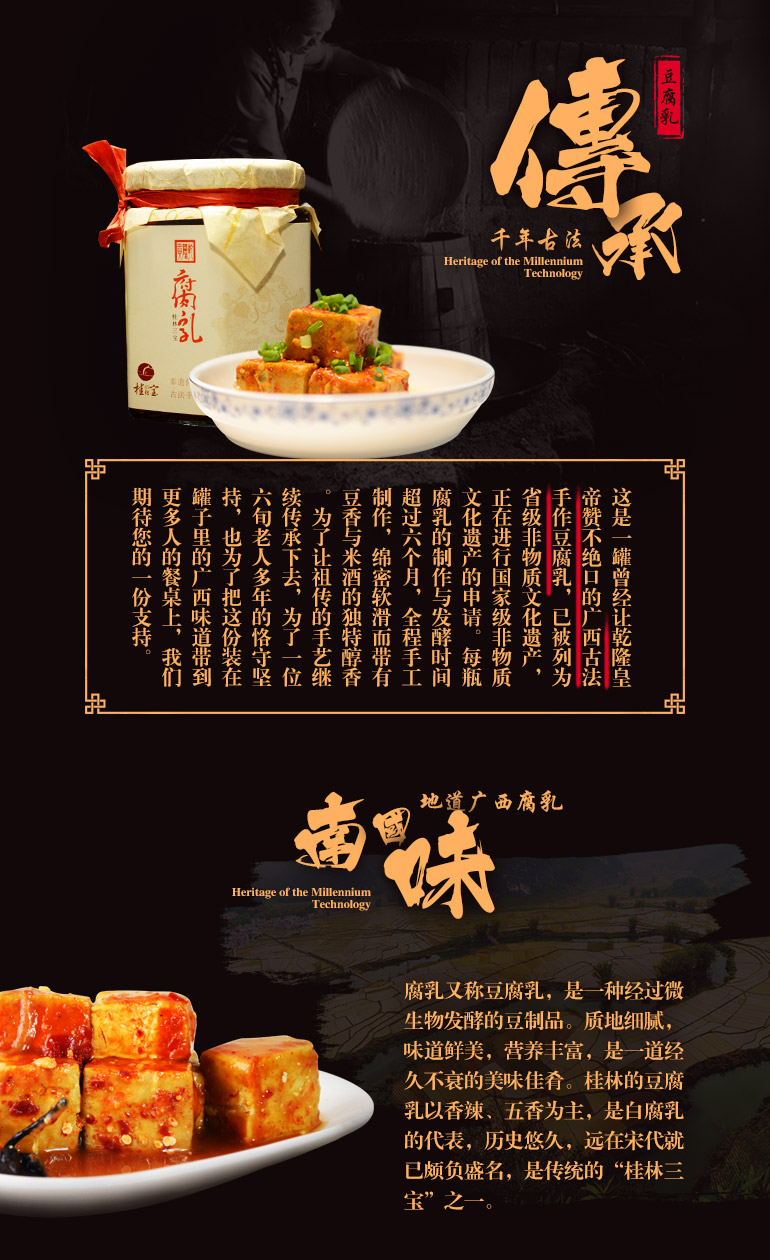 傳承
豆腐乳
千年古法
Heritage of the Millennium
Technology
腐乳
桂林三宝
这是一罐曾经让乾隆皇
帝赞不绝口的广西古法
手作豆腐乳，已被列为
省级非物质文化遗产，
正在进行国家级非物质
文化遗产的申请。每瓶
腐乳的制作与发酵时间
超过六个月，全程手工
制作，绵密软滑而带有
豆香与米酒的独特醇香
。为了让祖传的手艺继
续传承下去，为了一位
六旬老人多年的恪守坚
持，也为了把这份装在
罐子里的广西味道带到
更多人的餐桌上，我们
期待您的一份支持。
地道广西腐乳
南國味
Heritage of the Millennium
Technology
腐乳又称豆腐乳，是一种经过微
生物发酵的豆制品。质地细腻，
味道鲜美，营养丰富，是一道经
久不衰的美味佳肴。桂林的豆腐
乳以香辣、五香为主，是白腐乳
的代表，历史悠久，远在宋代就
已颇负盛名，是传统的“桂林三
宝”之一。